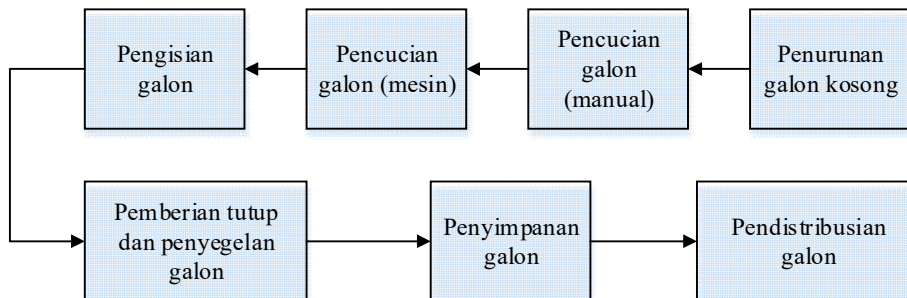 Pengisian
galon
Pencucian
galon (mesin)
Pencucian
galon
(manual)
Penurunan
galon kosong
Pemberian tutup
dan penyegelan
galon
Penyimpanan
galon
Pendistribusian
galon